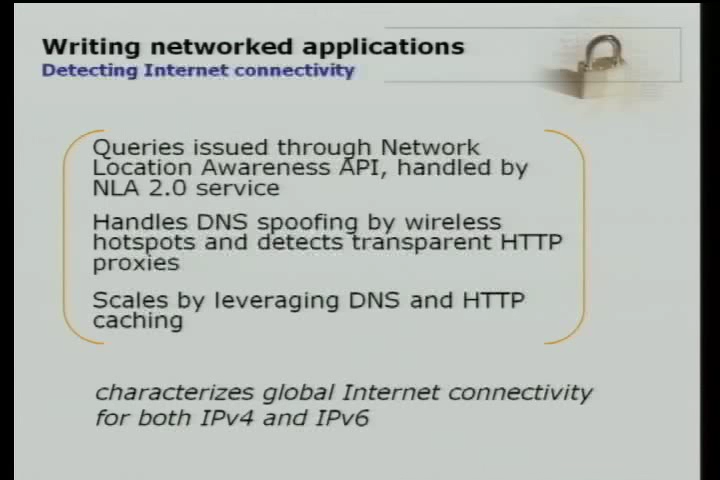 Writing networked applications
Detecting Internet connectivity
Queries issued through Network
Location Awareness API, handled by
NLA 2.0 service
Handles DNS spoofing by wireless
hotspots and detects transparent HTTP
proxies
Scales by leveraging DNS and HTTP
caching
characterizes global Internet connectivity
for both IPv4 and IPv6